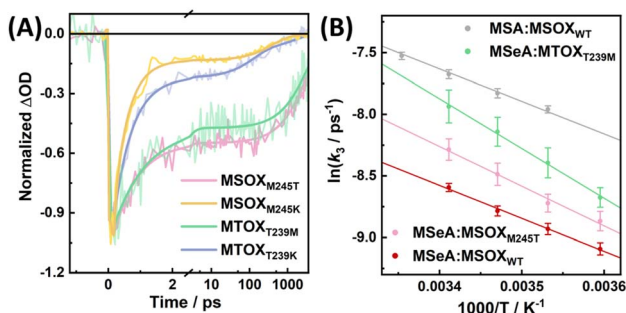 (A)
Normalized ΔOD
0.0
-0.3
-0.6
-0.9
-1.2
MSOX_M245T
MSOX_M245K
MTOX_T239M
MTOX_T239K
0 1 2 10 100 1000
Time / ps
(B)
ln(k₃ / ps⁻¹)
-7.5
-8.0
-8.5
-9.0
MSA:MSOX_WT
MSeA:MTOX_T239M
MSeA:MSOX_M245T
MSeA:MSOX_WT
0.0034 0.0035 0.0036
1000/T / K⁻¹